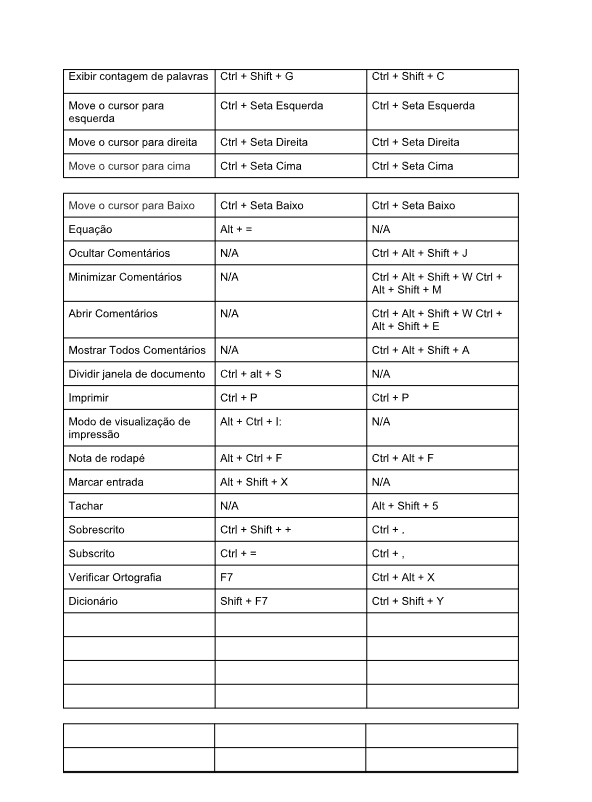 Exibir contagem de palavras Ctrl + Shift + G Ctrl + Shift + C
Move o cursor para Ctrl + Seta Esquerda Ctrl + Seta Esquerda
esquerda
Move o cursor para direita Ctrl + Seta Direita Ctrl + Seta Direita
Move o cursor para cima Ctrl + Seta Cima Ctrl + Seta Cima
Move o cursor para Baixo Ctrl + Seta Baixo Ctrl + Seta Baixo
Equação Alt + = N/A
Ocultar Comentários N/A Ctrl + Alt + Shift + J
Minimizar Comentários N/A Ctrl + Alt + Shift + W Ctrl +
Alt + Shift + M
Abrir Comentários N/A Ctrl + Alt + Shift + W Ctrl +
Alt + Shift + E
Mostrar Todos Comentários N/A Ctrl + Alt + Shift + A
Dividir janela de documento Ctrl + alt + S N/A
Imprimir Ctrl + P Ctrl + P
Modo de visualização de Alt + Ctrl + I: N/A
impressão
Nota de rodapé Alt + Ctrl + F Ctrl + Alt + F
Marcar entrada Alt + Shift + X N/A
Tachar N/A Alt + Shift + 5
Sobrescrito Ctrl + Shift + + Ctrl + .
Subscrito Ctrl + = Ctrl + ,
Verificar Ortografia F7 Ctrl + Alt + X
Dicionário Shift + F7 Ctrl + Shift + Y